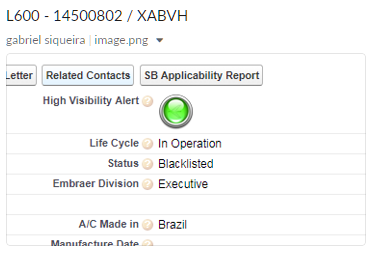 L600 - 14500802 / XABVH
gabriel siqueira | image.png
Letter Related Contacts SB Applicability Report
High Visibility Alert ?
Life Cycle ? In Operation
Status ? Blacklisted
Embraer Division ? Executive
A/C Made in ? Brazil
Manufacture Date ?